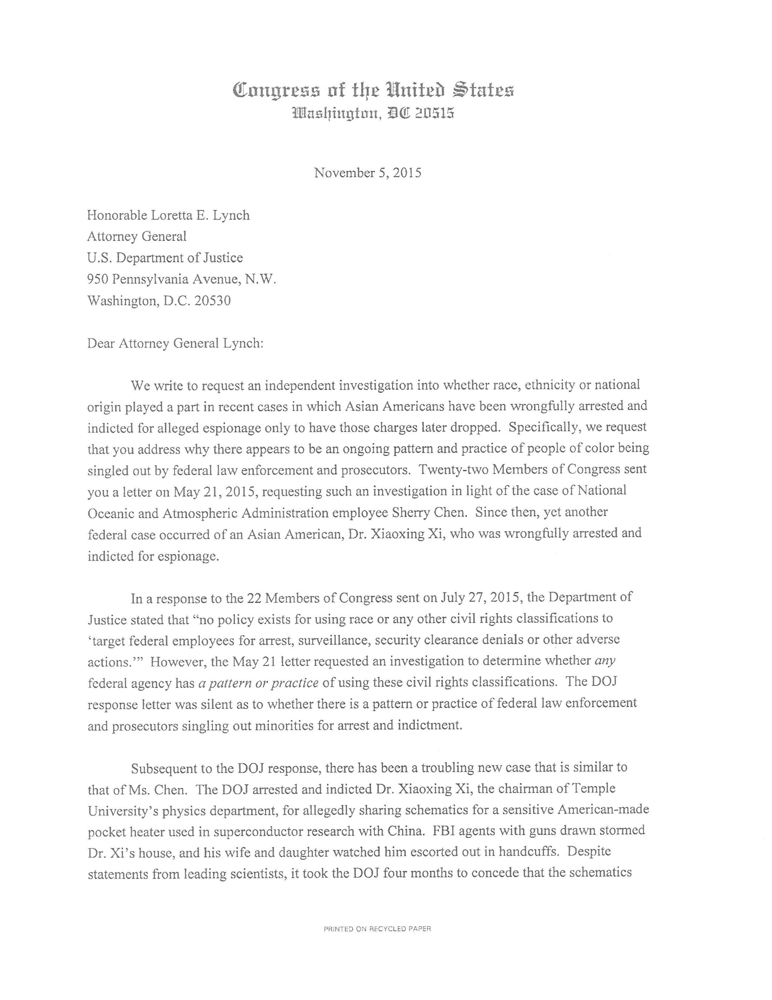 Congress of the United States
Washington, DC 20515
November 5, 2015
Honorable Loretta E. Lynch
Attorney General
U.S. Department of Justice
950 Pennsylvania Avenue, N.W.
Washington, D.C. 20530
Dear Attorney General Lynch:
We write to request an independent investigation into whether race, ethnicity or national
origin played a part in recent cases in which Asian Americans have been wrongfully arrested and
indicted for alleged espionage only to have those charges later dropped. Specifically, we request
that you address why there appears to be an ongoing pattern and practice of people of color being
singled out by federal law enforcement and prosecutors. Twenty-two Members of Congress sent
you a letter on May 21, 2015, requesting such an investigation in light of the case of National
Oceanic and Atmospheric Administration employee Sherry Chen. Since then, yet another
federal case occurred of an Asian American, Dr. Xiaoxing Xi, who was wrongfully arrested and
indicted for espionage.
In a response to the 22 Members of Congress sent on July 27, 2015, the Department of
Justice stated that “no policy exists for using race or any other civil rights classifications to
‘target federal employees for arrest, surveillance, security clearance denials or other adverse
actions.’” However, the May 21 letter requested an investigation to determine whether any
federal agency has a pattern or practice of using these civil rights classifications. The DOJ
response letter was silent as to whether there is a pattern or practice of federal law enforcement
and prosecutors singling out minorities for arrest and indictment.
Subsequent to the DOJ response, there has been a troubling new case that is similar to
that of Ms. Chen. The DOJ arrested and indicted Dr. Xiaoxing Xi, the chairman of Temple
University’s physics department, for allegedly sharing schematics for a sensitive American-made
pocket heater used in superconductor research with China. FBI agents with guns drawn stormed
Dr. Xi’s house, and his wife and daughter watched him escorted out in handcuffs. Despite
statements from leading scientists, it took the DOJ four months to concede that the schematics
PRINTED ON RECYCLED PAPER